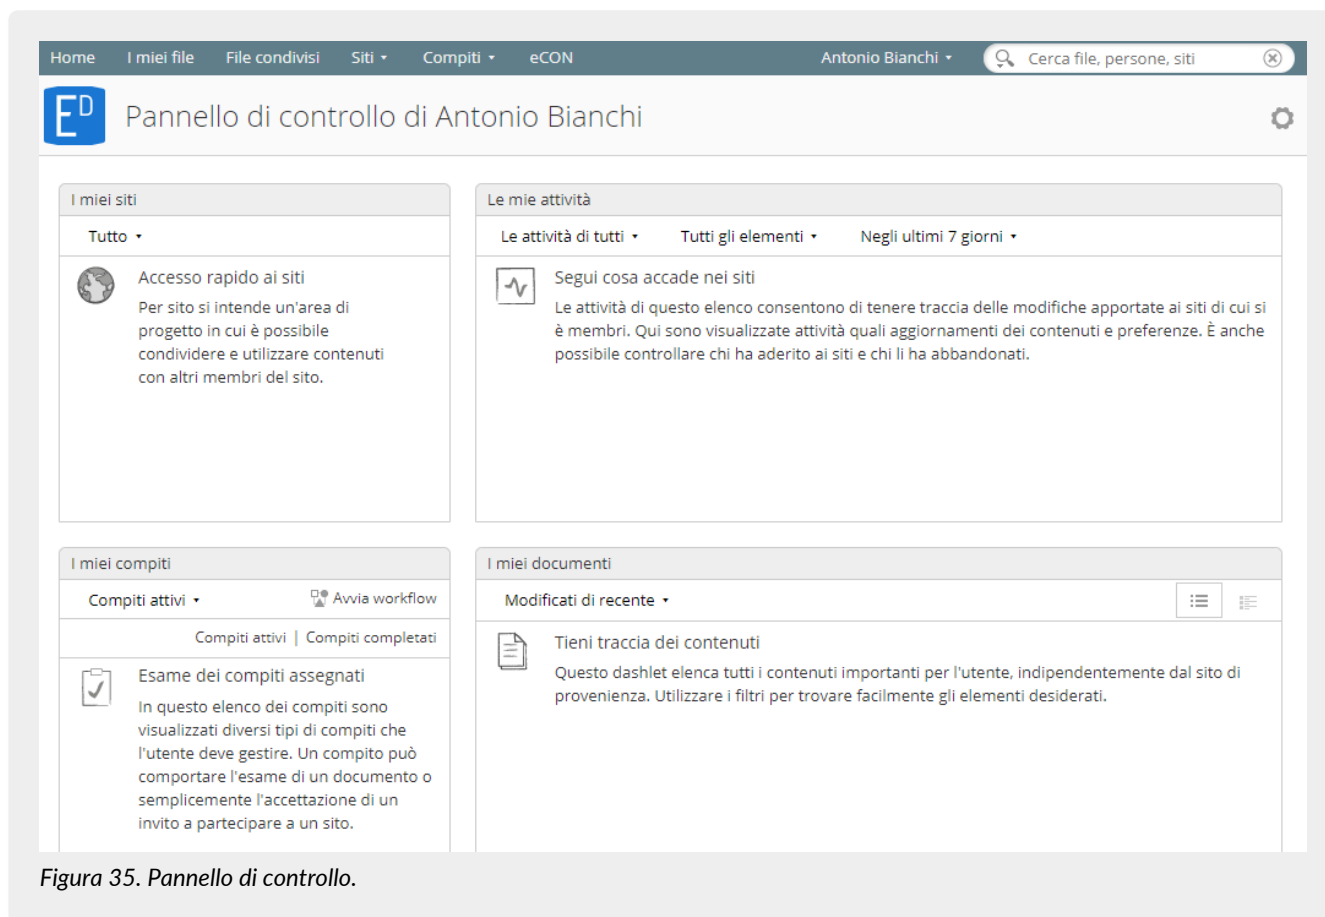 Home I miei file File condivisi Siti Compiti eCON Antonio Bianchi Cerca file, persone, siti
ED Pannello di controllo di Antonio Bianchi
I miei siti
Tutto
Accesso rapido ai siti
Per sito si intende un'area di
progetto in cui è possibile
condividere e utilizzare contenuti
con altri membri del sito.
Le mie attività
Le attività di tutti Tutti gli elementi Negli ultimi 7 giorni
Segui cosa accade nei siti
Le attività di questo elenco consentono di tenere traccia delle modifiche apportate ai siti di cui si
è membri. Qui sono visualizzate attività quali aggiornamenti dei contenuti e preferenze. È anche
possibile controllare chi ha aderito ai siti e chi li ha abbandonati.
I miei compiti
Compiti attivi Avvia workflow
Compiti attivi | Compiti completati
Esame dei compiti assegnati
In questo elenco dei compiti sono
visualizzati diversi tipi di compiti che
l'utente deve gestire. Un compito può
comportare l'esame di un documento o
semplicemente l'accettazione di un
invito a partecipare a un sito.
I miei documenti
Modificati di recente
Tieni traccia dei contenuti
Questo dashlet elenca tutti i contenuti importanti per l'utente, indipendentemente dal sito di
provenienza. Utilizzare i filtri per trovare facilmente gli elementi desiderati.
Figura 35. Pannello di controllo.